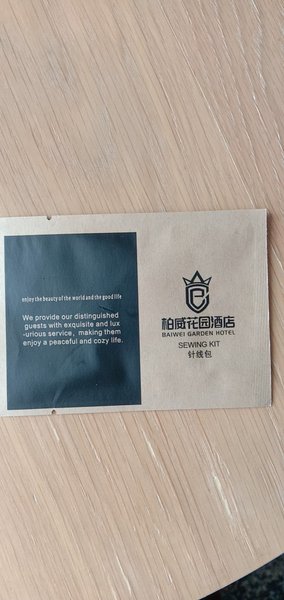 enjoy the beauty of the world and the good life
We provide our distinguished
guests with exquisite and lux
-urious service, making them
enjoy a peaceful and cozy life.
柏威花园酒店
BAIWEI GARDEN HOTEL
SEWING KIT
针线包